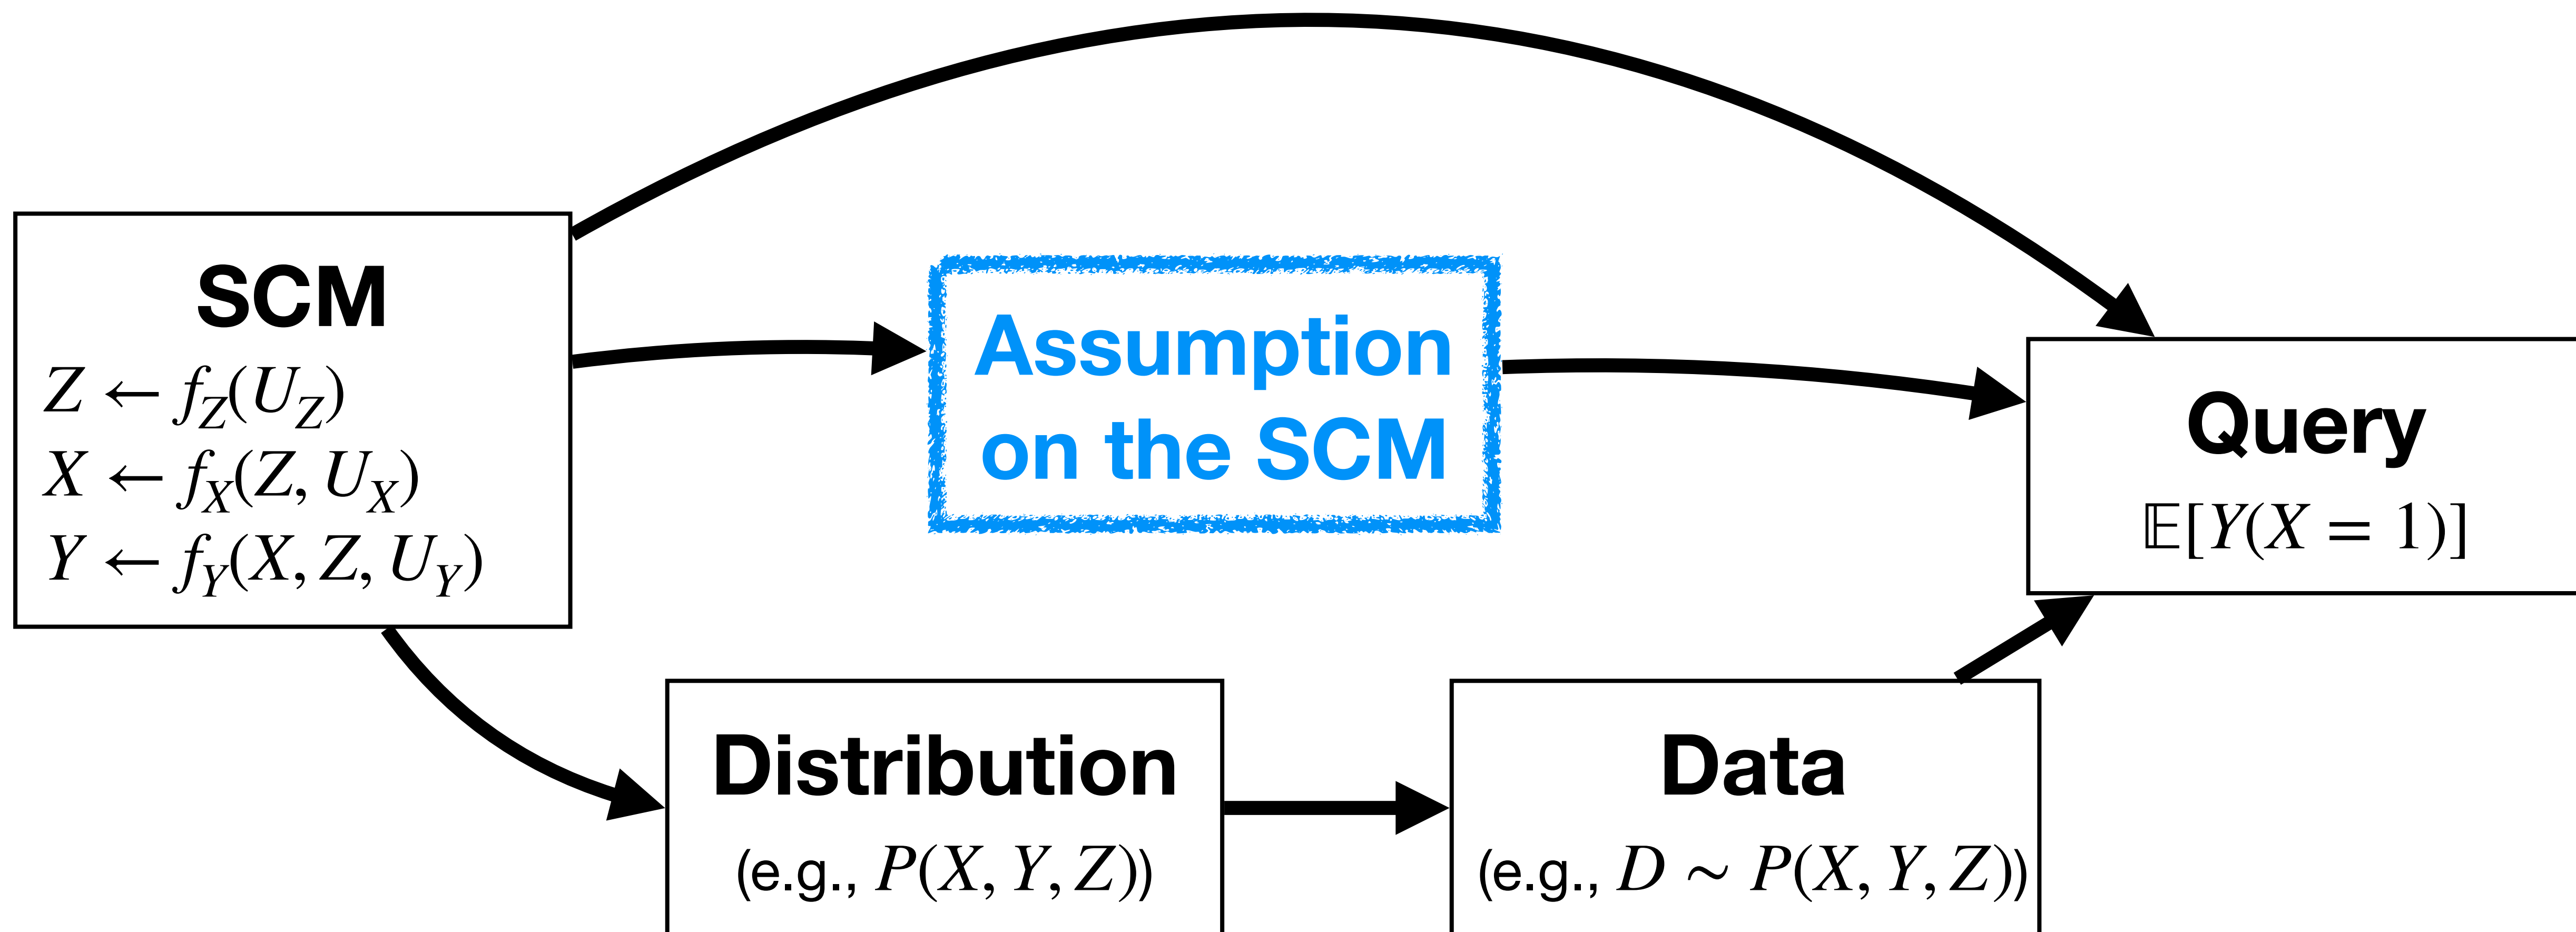 SCM
Z ← f_Z(U_Z)
X ← f_X(Z, U_X)
Y ← f_Y(X, Z, U_Y)
Assumption
on the SCM
Query
𝔼[Y(X = 1)]
Distribution
(e.g., P(X, Y, Z))
Data
(e.g., D ∼ P(X, Y, Z))